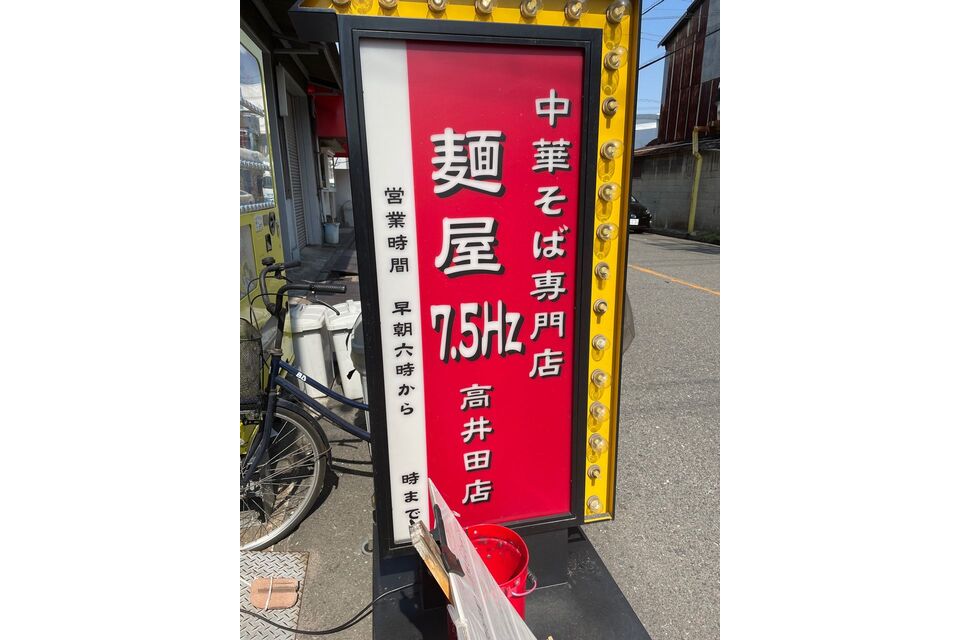 中華そば専門店
麺屋7.5Hz
高井田店
営業時間 早朝六時から 時まで